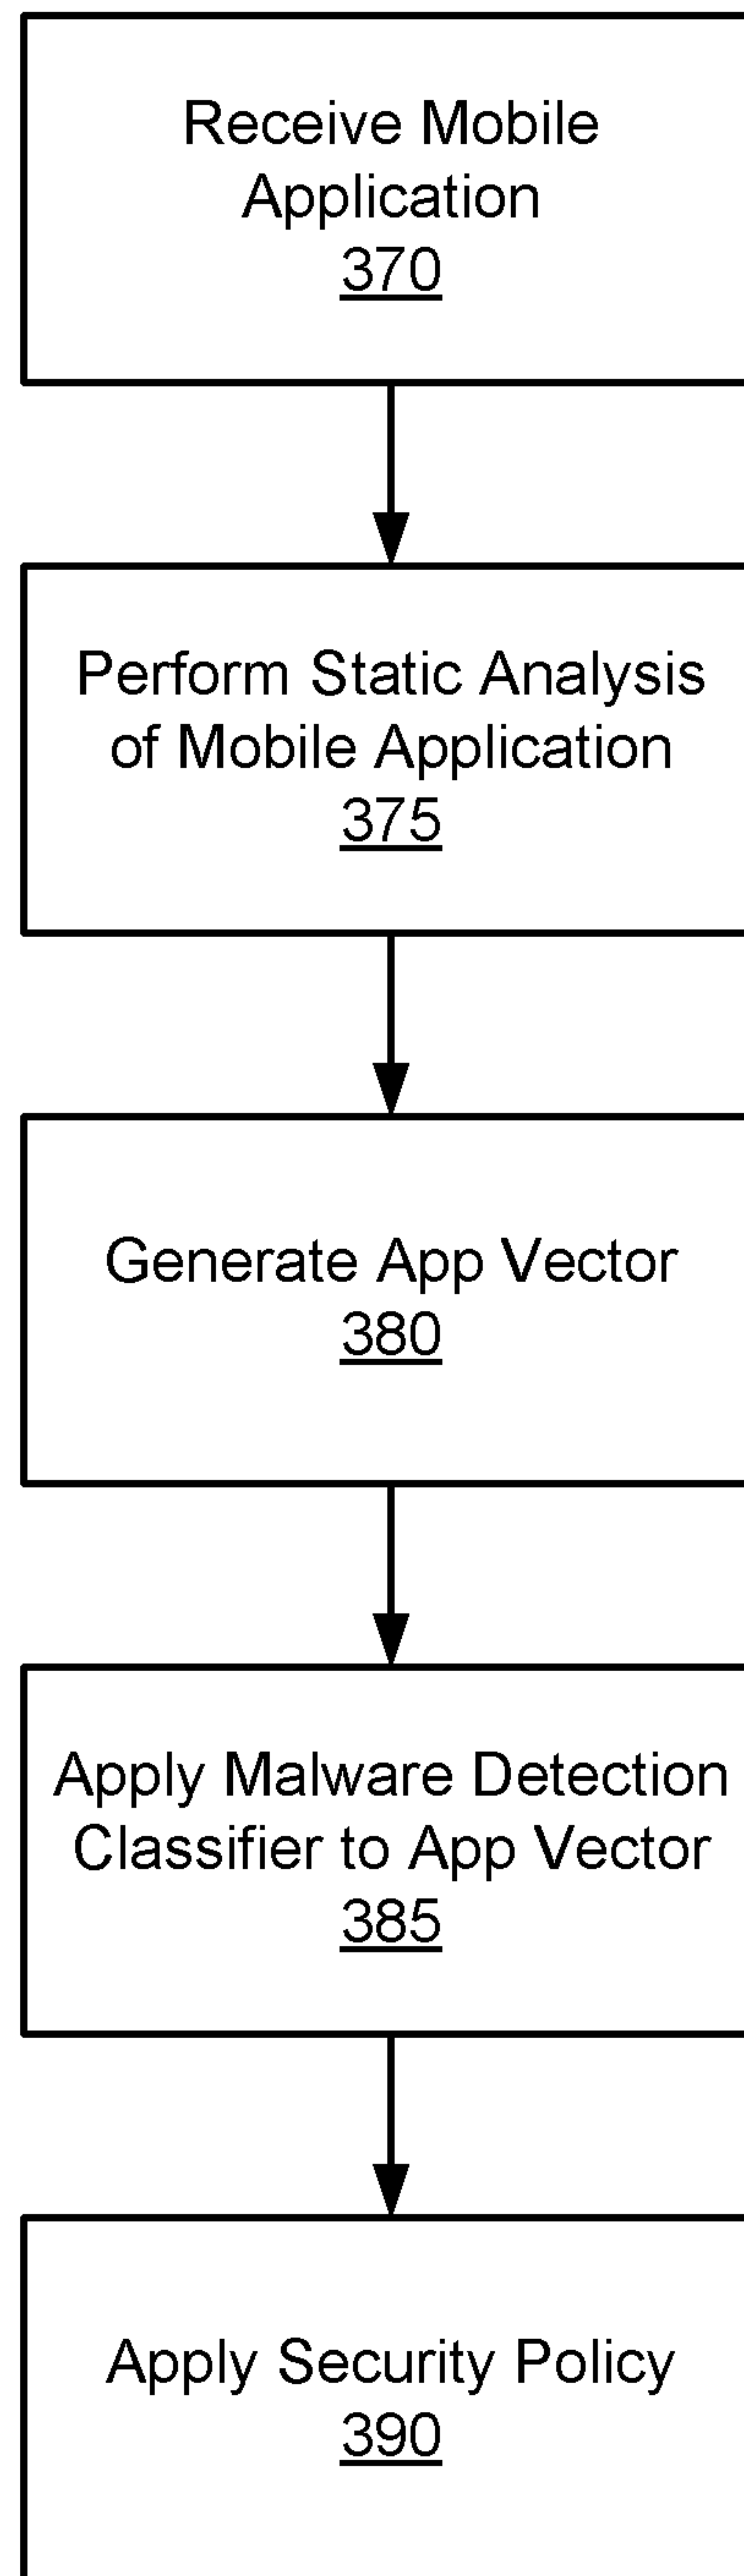 Receive Mobile
Application
370
Perform Static Analysis
of Mobile Application
375
Generate App Vector
380
Apply Malware Detection
Classifier to App Vector
385
Apply Security Policy
390